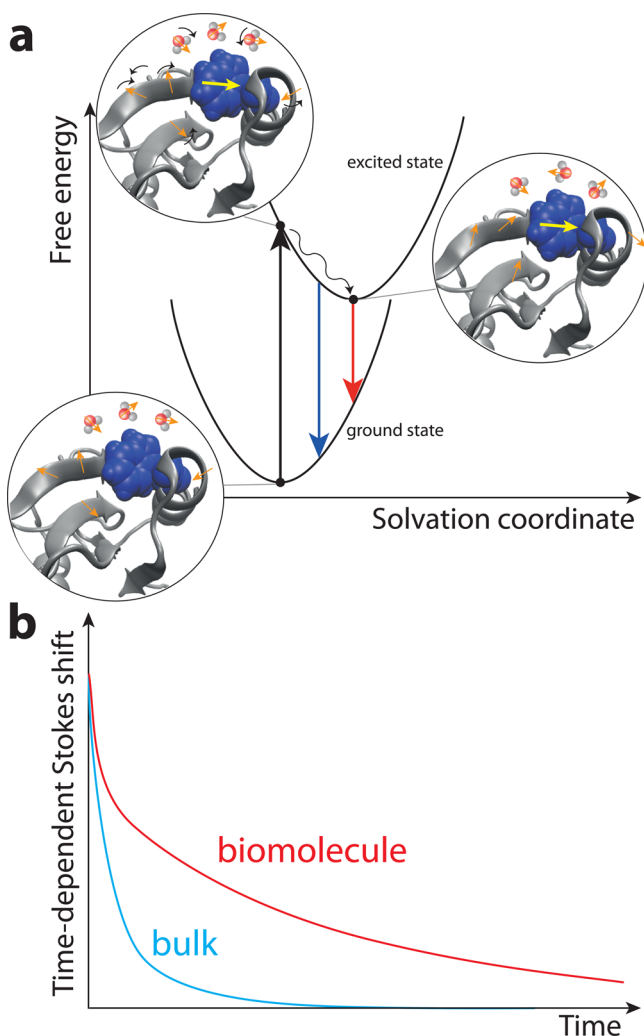 a
Free energy
excited state
ground state
Solvation coordinate
b
Time-dependent Stokes shift
biomolecule
bulk
Time